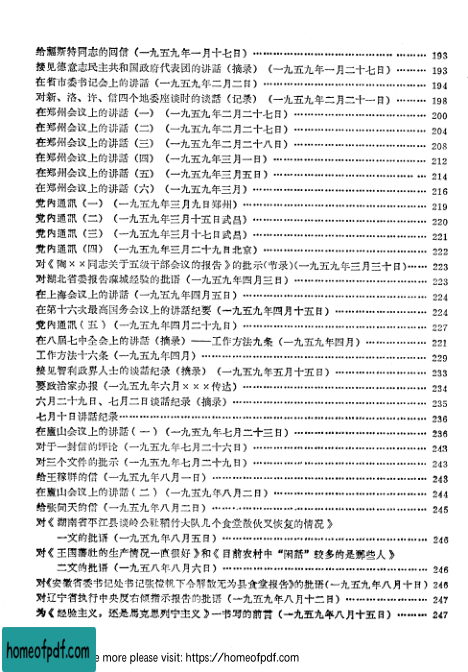 给福斯特同志的回信(一九五九年一月十七日) …… 193
接见德意志民主共和国政府代表团的讲话(摘录)(一九五九年一月二十七日) …… 193
在省市委书记会上的讲话(一九五九年二月二日) …… 194
对新、洛、许、信四个地委座谈时的谈话(记录)(一九五九年二月二十一日) …… 198
在郑州会议上的讲话(一)(一九五九年二月二十七日) …… 200
在郑州会议上的讲话(二)(一九五九年二月二十七日) …… 204
在郑州会议上的讲话(三)(一九五九年二月二十八日) …… 208
在郑州会议上的讲话(四)(一九五九年三月一日) …… 212
在郑州会议上的讲话(五)(一九五九年三月五日) …… 214
在郑州会议上的讲话(六)(一九五九年三月) …… 216
党内通讯(一)(一九五九年三月九日郑州) …… 219
党内通讯(二)(一九五九年三月十五日武昌) …… 220
党内通讯(三)(一九五九年三月十七日武昌) …… 221
党内通讯(四)(一九五九年三月二十九日北京) …… 222
对《陶××同志关于五级干部会议的报告》的批示(节录)(一九五九年三月三十日) …… 223
对湖北省委报告麻城经验的批语(一九五九年四月三日) …… 223
在上海会议上的讲话(一九五九年四月五日) …… 224
在第十六次最高国务会议上的讲话纪要(一九五九年四月十五日) …… 224
党内通讯(五)(一九五九年四月二十九日) …… 227
在八届七中全会上的讲话(摘录)——工作方法九条(一九五九年四月) …… 221
工作方法十六条(一九五九年四月) …… 229
接见智利政界人士的谈话纪录(摘录)(一九五九年五月十五日) …… 233
要政治家办报(一九五九年六月×××传达) …… 234
六月二十九日、七月二日谈话纪录(摘录) …… 235
七月十日讲话纪录 …… 236
在庐山会议上的讲话(一)(一九五九年七月二十三日) …… 236
对于一封信的评论(一九五九年七月二十六日) …… 243
对三个文件的批示(一九五九年七月二十九日) …… 243
给王稼祥的信(一九五九年八月一日) …… 243
在庐山会议上的讲话(二)(一九五九年八月二日) …… 244
给张闻天的信(一九五九年八月二日) …… 245
对《湖南省平江县谈岭公社稻竹大队几个食堂散伙又恢复的情况》
一文的批语(一九五九年八月五日) …… 246
对《王国藩社的生产情况一直很好》和《目前农村中“闲话”较多的是那些人》
二文的批语(一九五九年八月六日) …… 246
对《安徽省委书记处书记张恺帆下令解散无为县食堂报告》的批语(一九五九年八月十日) 246
对辽宁省执行中央反右倾指示报告的批语(一九五九年八月十二日) …… 247
为《经验主义,还是马克思列宁主义》一书写的前言(一九五九年八月十五日) …… 247
homeofpdf.com
e more please visit: https://homeofpdf.com